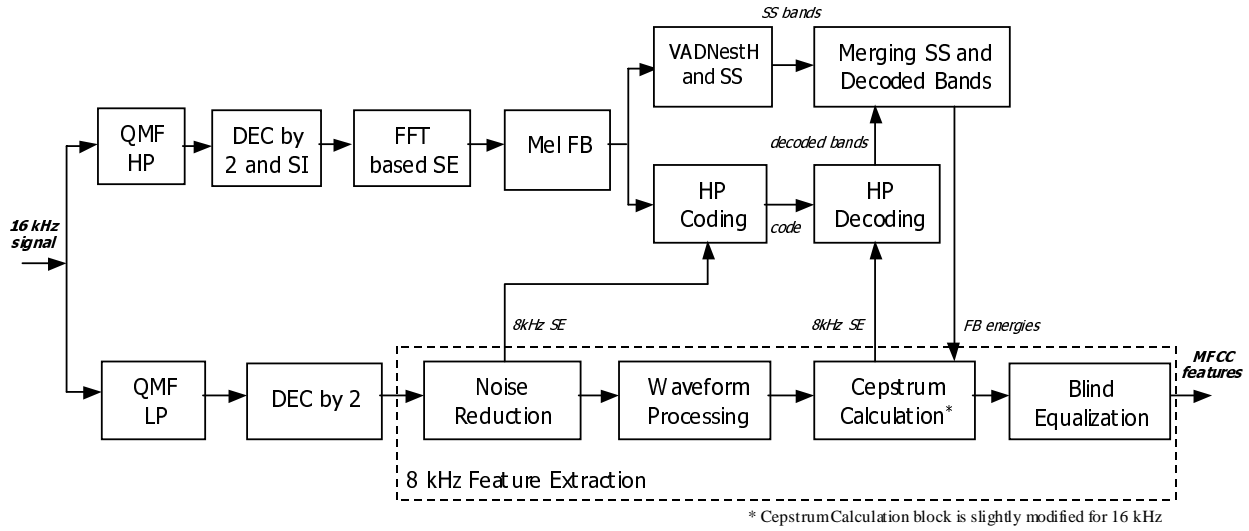 SS bands
VADNestH
and SS
Merging SS and
Decoded Bands
QMF
HP
DEC by
2 and SI
FFT
based SE
Mel FB
decoded bands
HP
Coding
code
HP
Decoding
16 kHz
signal
8kHz SE
8kHz SE
FB energies
MFCC
features
QMF
LP
DEC by 2
Noise
Reduction
Waveform
Processing
Cepstrum
Calculation*
Blind
Equalization
8 kHz Feature Extraction
* Cepstrum Calculation block is slightly modified for 16 kHz